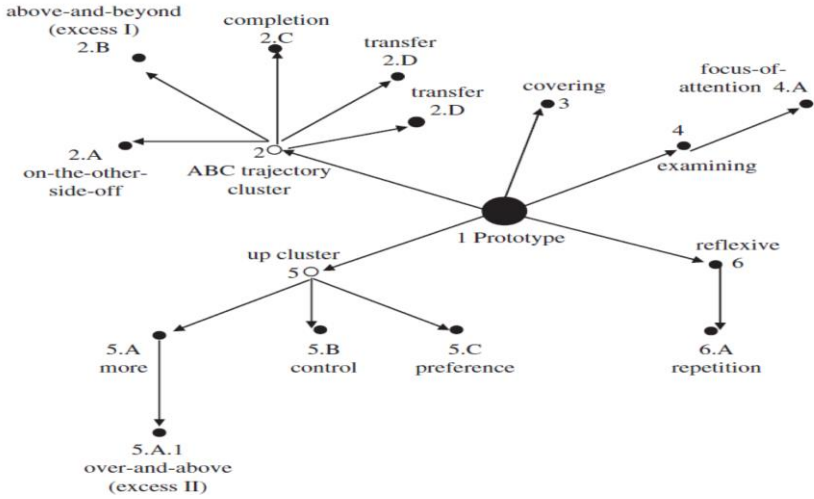 above-and-beyond
(excess I)
2.B
completion
2.C
transfer
2.D
transfer
2.D
covering
3
focus-of-
attention 4.A
4
examining
2.A
on-the-other-
side-off
2
ABC trajectory
cluster
1 Prototype
up cluster
5
reflexive
6
5.A
more
5.B
control
5.C
preference
6.A
repetition
5.A.1
over-and-above
(excess II)